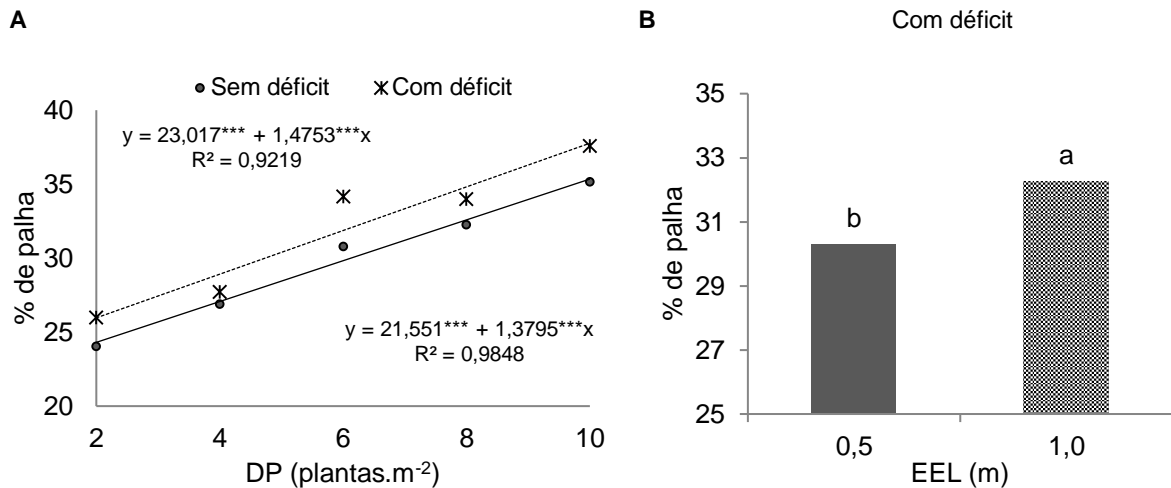 A
Sem déficit Com déficit
40
35
30
25
20
% de palha
y = 23,017*** + 1,4753***x
R² = 0,9219
y = 21,551*** + 1,3795***x
R² = 0,9848
2 4 6 8 10
DP (plantas.m⁻²)
B
Com déficit
35
33
31
29
27
25
% de palha
b
a
0,5 1,0
EEL (m)